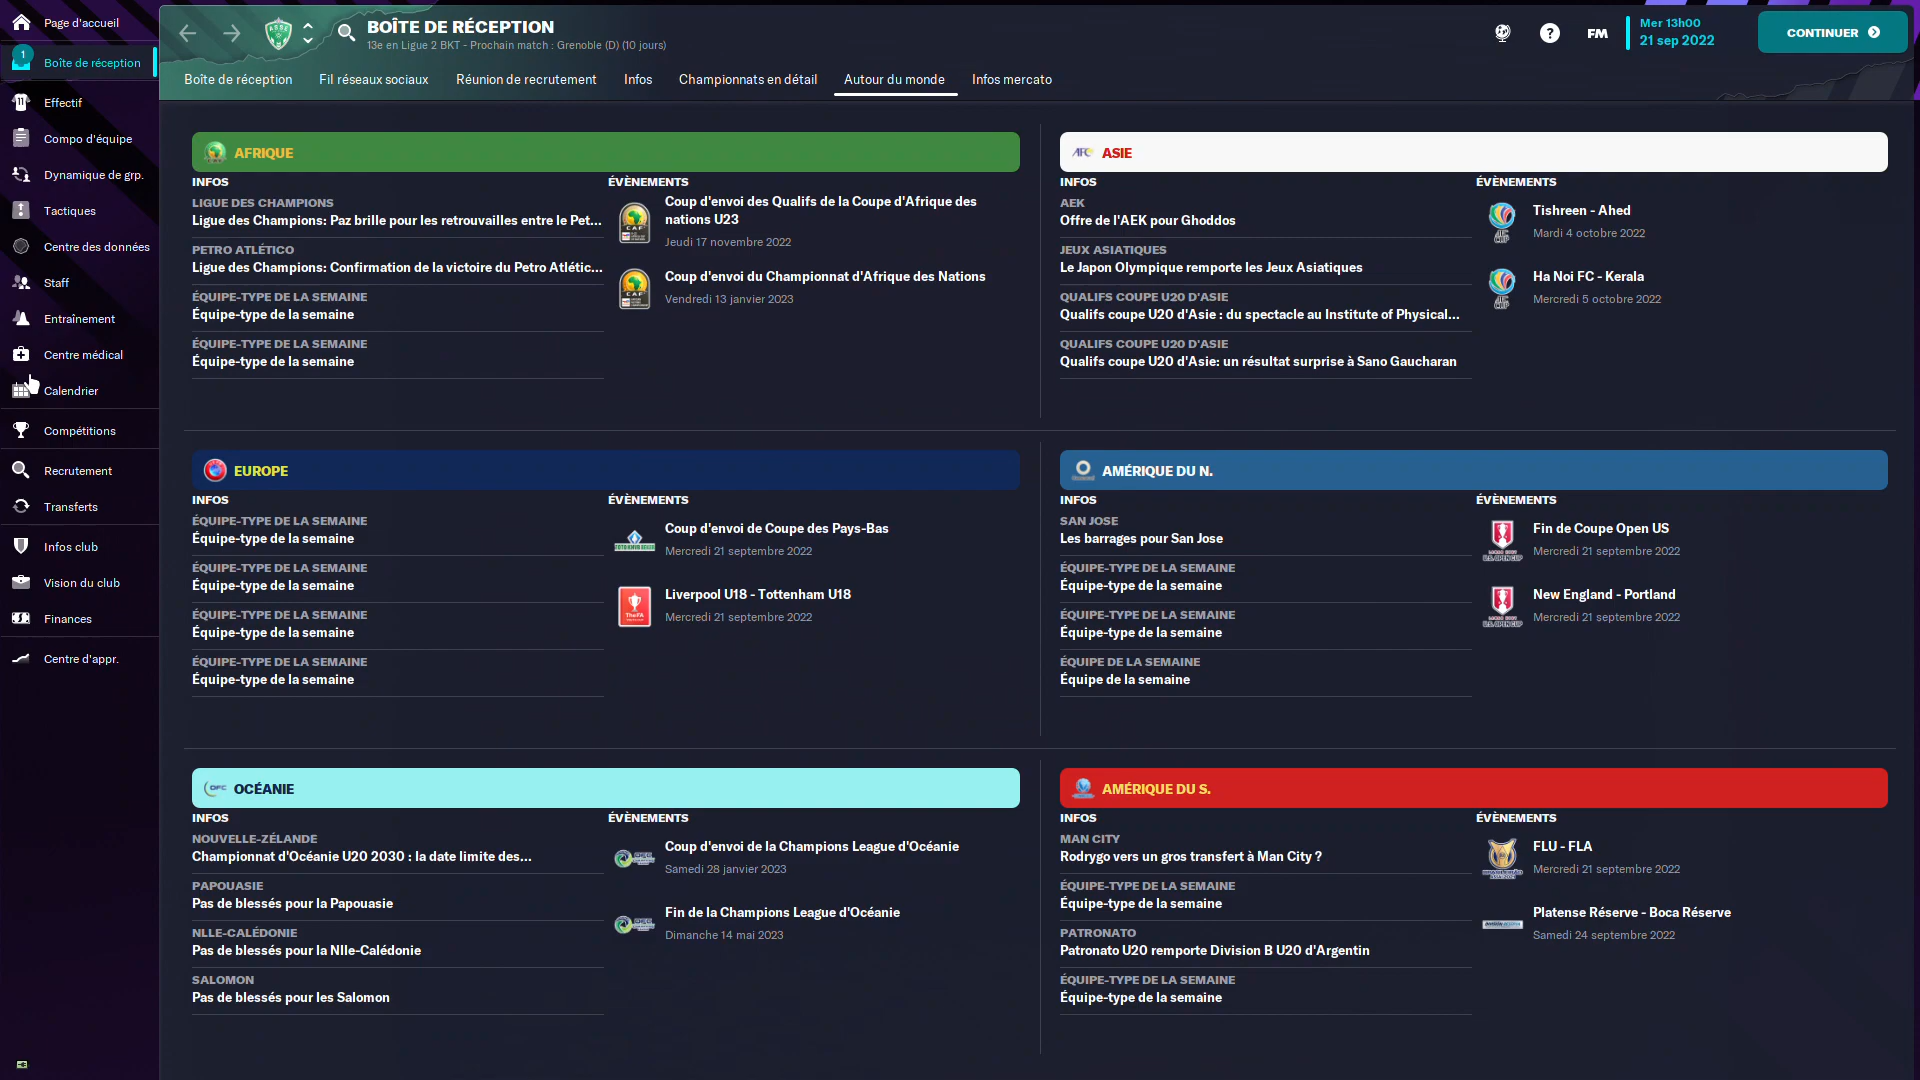 Page d'accueil
1
Boîte de réception
Effectif
Compo d'équipe
Dynamique de grp.
Tactiques
Centre des données
Staff
Entraînement
Centre médical
Calendrier
Compétitions
Recrutement
Transferts
Infos club
Vision du club
Finances
Centre d'appr.
BOÎTE DE RÉCEPTION
13e en Ligue 2 BKT - Prochain match : Grenoble (D) (10 jours)
FM
Mer 13h00
21 sep 2022
CONTINUER
Boîte de réception
Fil réseaux sociaux
Réunion de recrutement
Infos
Championnats en détail
Autour du monde
Infos mercato
AFRIQUE
INFOS
LIGUE DES CHAMPIONS
Ligue des Champions: Paz brille pour les retrouvailles entre le Pet...
PETRO ATLÉTICO
Ligue des Champions: Confirmation de la victoire du Petro Atlétic...
ÉQUIPE-TYPE DE LA SEMAINE
Équipe-type de la semaine
ÉQUIPE-TYPE DE LA SEMAINE
Équipe-type de la semaine
ÉVÈNEMENTS
Coup d'envoi des Qualifs de la Coupe d'Afrique des
nations U23
Jeudi 17 novembre 2022
Coup d'envoi du Championnat d'Afrique des Nations
Vendredi 13 janvier 2023
AFC
ASIE
INFOS
AEK
Offre de l'AEK pour Ghoddos
JEUX ASIATIQUES
Le Japon Olympique remporte les Jeux Asiatiques
QUALIFS COUPE U20 D'ASIE
Qualifs coupe U20 d'Asie : du spectacle au Institute of Physical...
QUALIFS COUPE U20 D'ASIE
Qualifs coupe U20 d'Asie: un résultat surprise à Sano Gaucharan
ÉVÈNEMENTS
Tishreen - Ahed
Mardi 4 octobre 2022
Ha Noi FC - Kerala
Mercredi 5 octobre 2022
EUROPE
INFOS
ÉQUIPE-TYPE DE LA SEMAINE
Équipe-type de la semaine
ÉQUIPE-TYPE DE LA SEMAINE
Équipe-type de la semaine
ÉQUIPE-TYPE DE LA SEMAINE
Équipe-type de la semaine
ÉQUIPE-TYPE DE LA SEMAINE
Équipe-type de la semaine
ÉVÈNEMENTS
Coup d'envoi de Coupe des Pays-Bas
Mercredi 21 septembre 2022
Liverpool U18 - Tottenham U18
Mercredi 21 septembre 2022
AMÉRIQUE DU N.
INFOS
SAN JOSE
Les barrages pour San Jose
ÉQUIPE-TYPE DE LA SEMAINE
Équipe-type de la semaine
ÉQUIPE-TYPE DE LA SEMAINE
Équipe-type de la semaine
ÉQUIPE DE LA SEMAINE
Équipe de la semaine
ÉVÈNEMENTS
Fin de Coupe Open US
Mercredi 21 septembre 2022
New England - Portland
Mercredi 21 septembre 2022
OFC
OCÉANIE
INFOS
NOUVELLE-ZÉLANDE
Championnat d'Océanie U20 2030 : la date limite des...
PAPOUASIE
Pas de blessés pour la Papouasie
NLLE-CALÉDONIE
Pas de blessés pour la Nlle-Calédonie
SALOMON
Pas de blessés pour les Salomon
ÉVÈNEMENTS
Coup d'envoi de la Champions League d'Océanie
Samedi 28 janvier 2023
Fin de la Champions League d'Océanie
Dimanche 14 mai 2023
AMÉRIQUE DU S.
INFOS
MAN CITY
Rodrygo vers un gros transfert à Man City ?
ÉQUIPE-TYPE DE LA SEMAINE
Équipe-type de la semaine
PATRONATO
Patronato U20 remporte Division B U20 d'Argentin
ÉQUIPE-TYPE DE LA SEMAINE
Équipe-type de la semaine
ÉVÈNEMENTS
FLU - FLA
Mercredi 21 septembre 2022
Platense Réserve - Boca Réserve
Samedi 24 septembre 2022